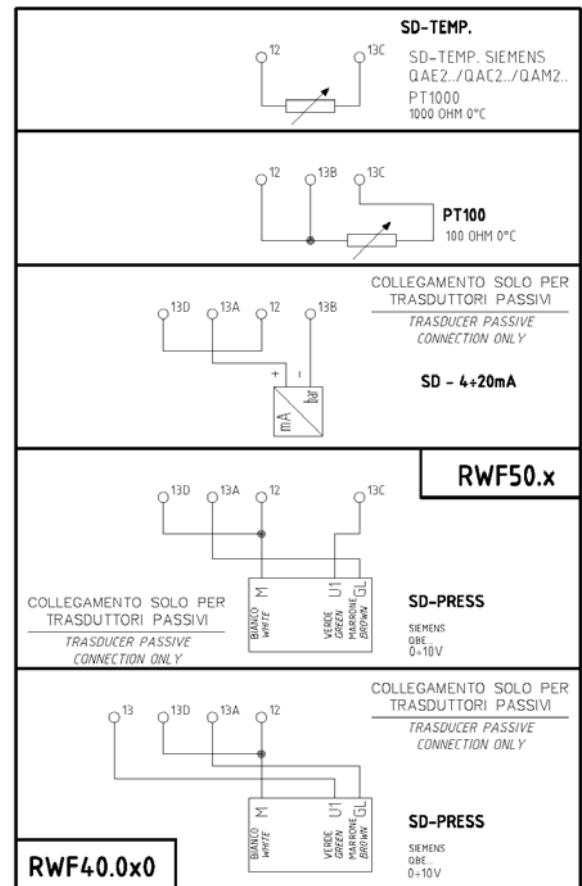 SD-TEMP.
12
13C
SD-TEMP. SIEMENS
QAE2../QAC2../QAM2..
PT1000
1000 OHM 0°C
12
13B
13C
PT100
100 OHM 0°C
COLLEGAMENTO SOLO PER
TRASDUTTORI PASSIVI
TRASDUCER PASSIVE
CONNECTION ONLY
13D
13A
12
13B
+
-
mA
bar
SD - 4÷20mA
RWF50.x
13D
13A
12
13C
M
U1
GL
BIANCO
WHITE
VERDE
GREEN
MARRONE
BROWN
COLLEGAMENTO SOLO PER
TRASDUTTORI PASSIVI
TRASDUCER PASSIVE
CONNECTION ONLY
SD-PRESS
SIEMENS
QBE...
0÷10V
COLLEGAMENTO SOLO PER
TRASDUTTORI PASSIVI
TRASDUCER PASSIVE
CONNECTION ONLY
13
13D
13A
12
M
U1
GL
BIANCO
WHITE
VERDE
GREEN
MARRONE
BROWN
SD-PRESS
SIEMENS
QBE...
0÷10V
RWF40.0x0